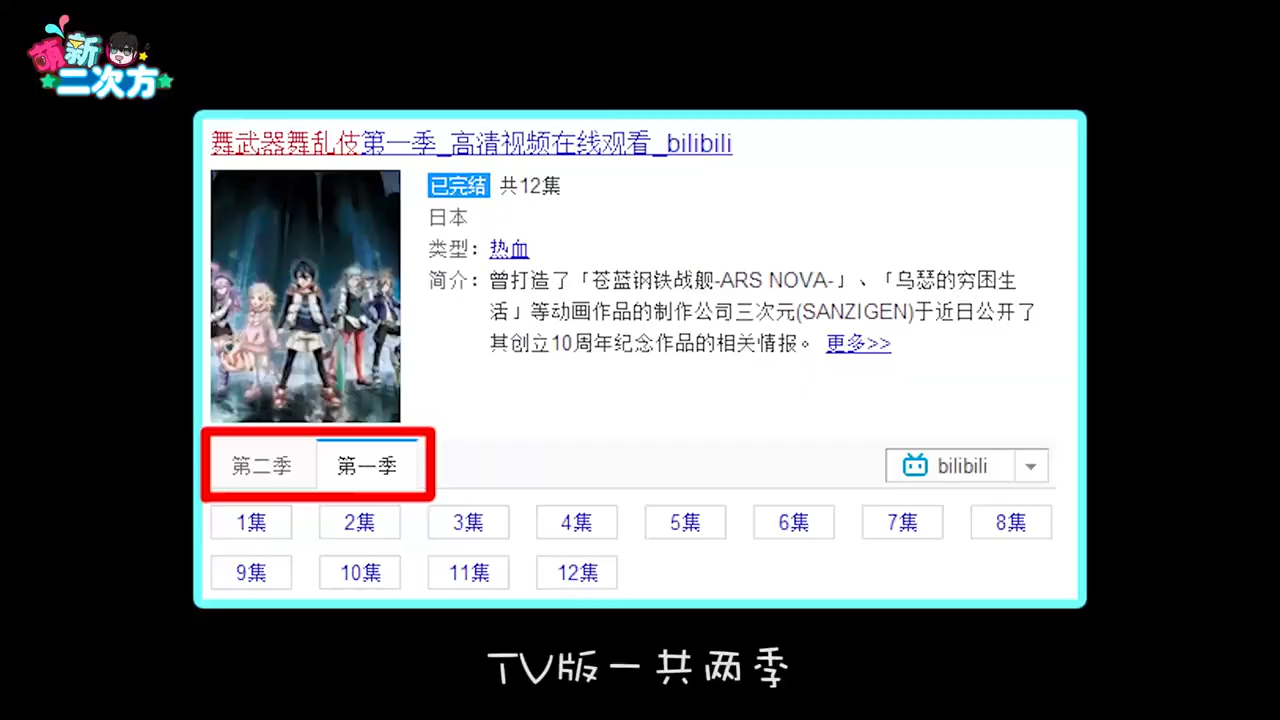 萌新
二次方
舞武器舞乱伎第一季_高清视频在线观看_bilibili
已完结 共12集
日本
类型：热血
简介：曾打造了「苍蓝钢铁战舰-ARS NOVA-」、「乌瑟的穷困生
活」等动画作品的制作公司三次元(SANZIGEN)于近日公开了
其创立10周年纪念作品的相关情报。 更多>>
第二季 第一季 bilibili
1集 2集 3集 4集 5集 6集 7集 8集
9集 10集 11集 12集
TV版一共两季